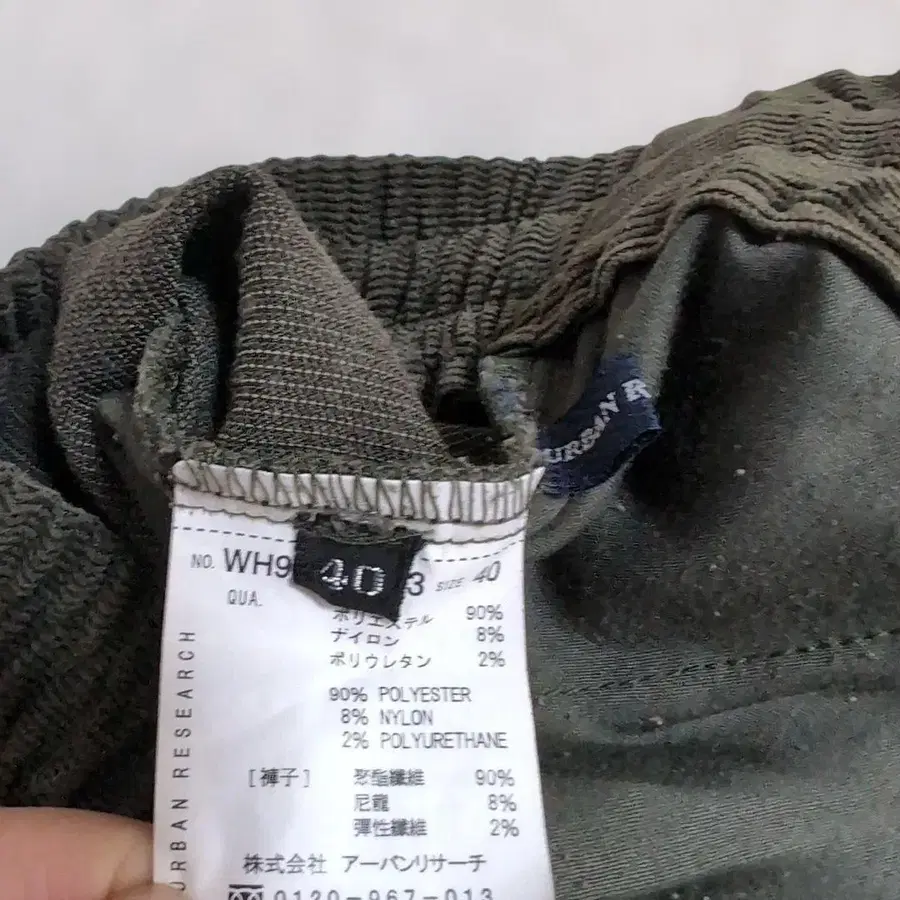 URBAN R
NO. WH9 3 SIZE 40
40
QUA.
ポリエステル 90%
ナイロン 8%
ポリウレタン 2%
90% POLYESTER
8% NYLON
2% POLYURETHANE
[褲子] 聚酯纖維 90%
尼龍 8%
彈性纖維 2%
株式会社 アーバンリサーチ
0120-967-013
URBAN RESEARCH